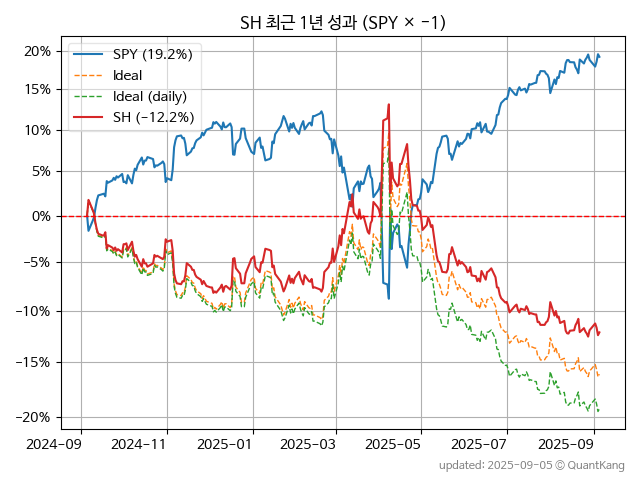 SH 최근 1년 성과 (SPY × −1)
SPY (19.2%)
Ideal
Ideal (daily)
SH (−12.2%)
20%
15%
10%
5%
0%
−5%
−10%
−15%
−20%
2024−09
2024−11
2025−01
2025−03
2025−05
2025−07
2025−09
updated: 2025-09-05 © QuantKang